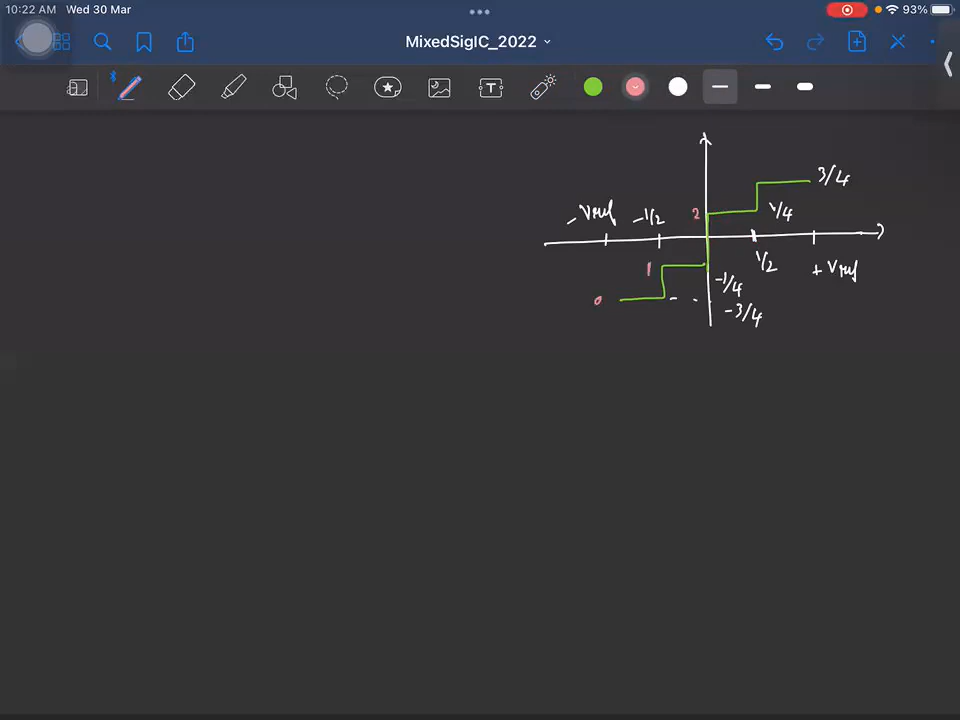 10:22 AM Wed 30 Mar
93%
MixedSigIC_2022
T
3/4
-Vref -1/2 2 1/4
1 1/2 +Vref
-1/4
0 -3/4